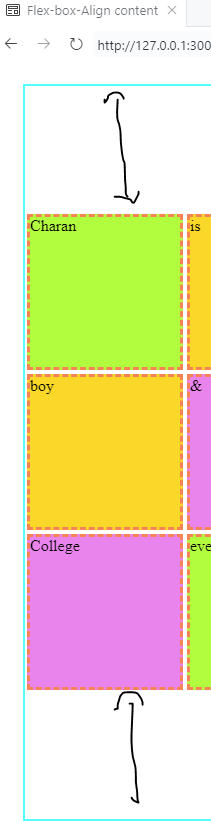 Flex-box-Align content
http://127.0.0.1:300
Charan is
boy &
College eve